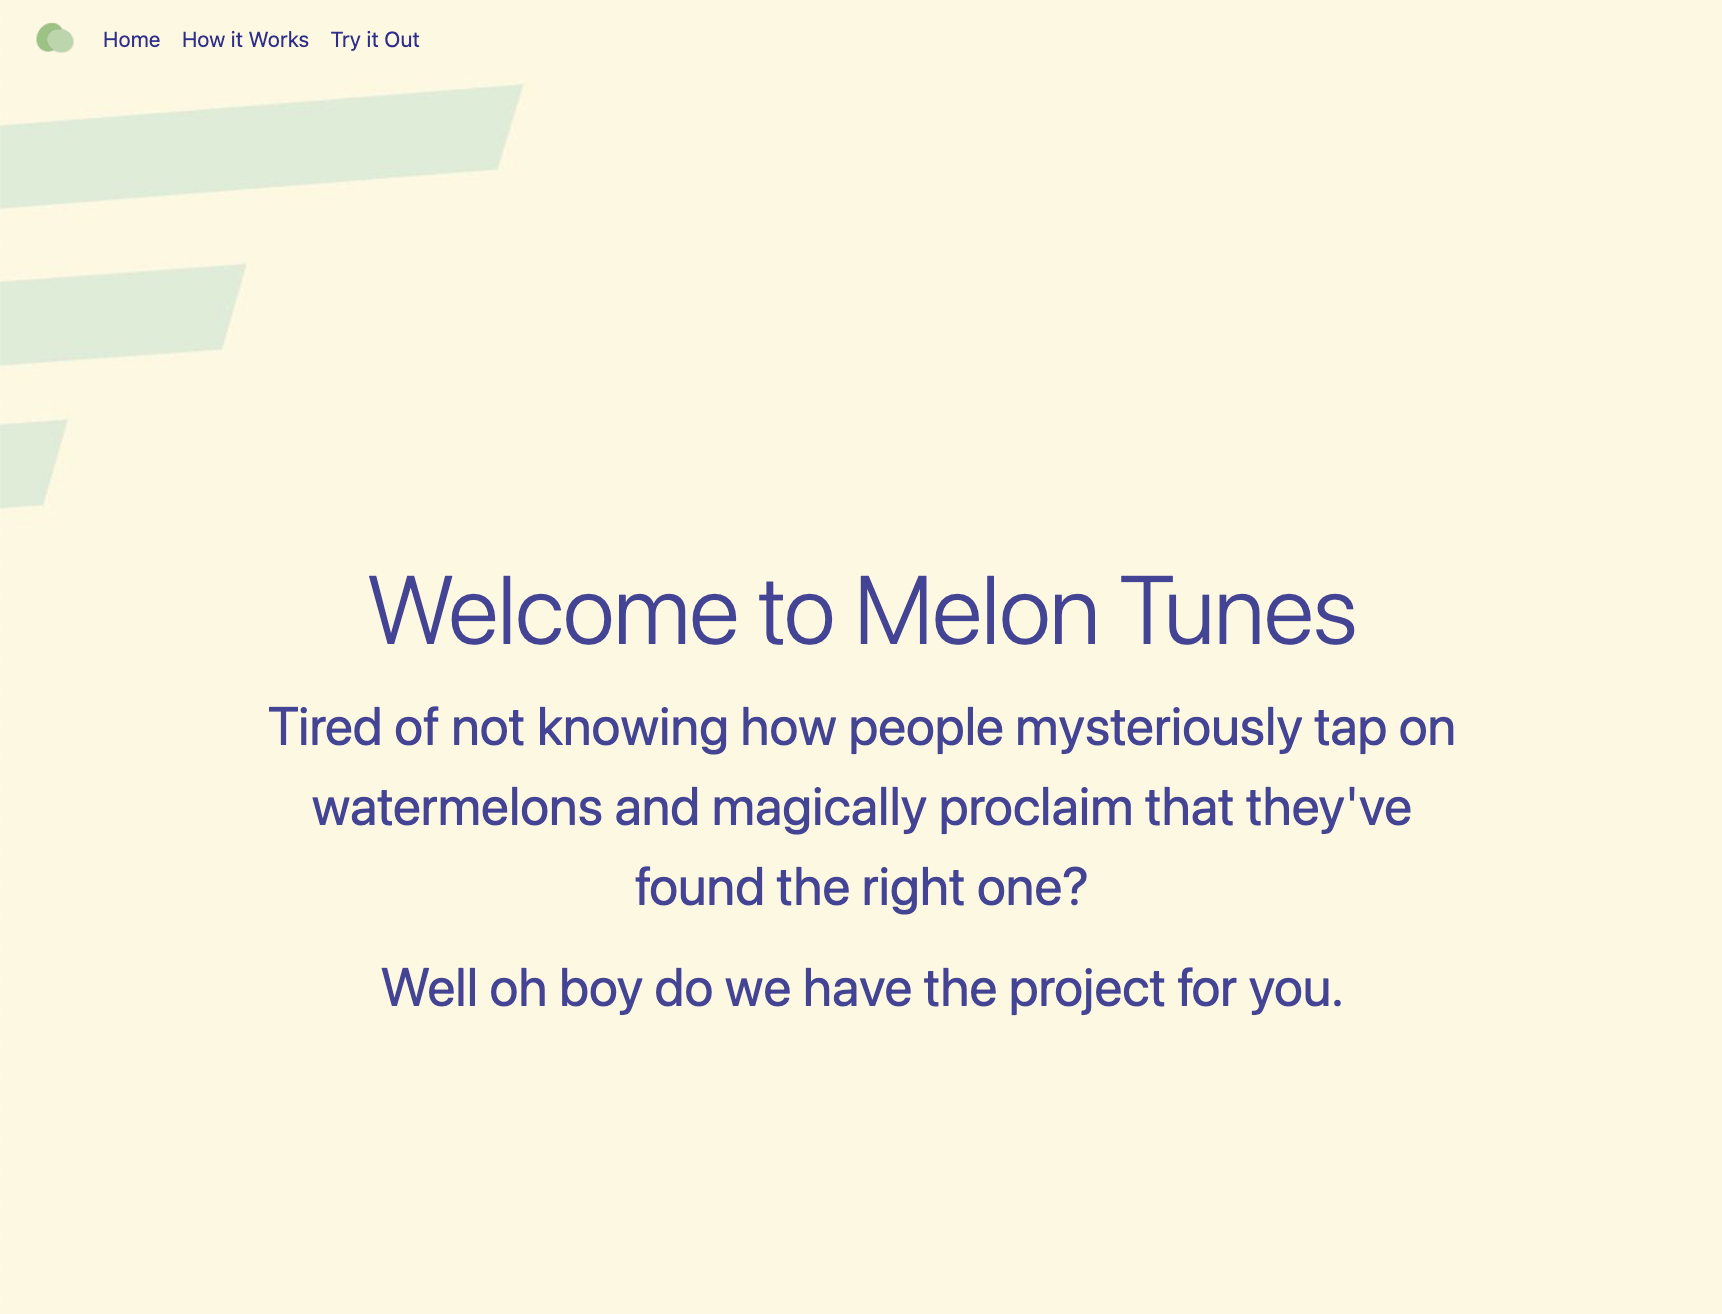 Home How it Works Try it Out
Welcome to Melon Tunes
Tired of not knowing how people mysteriously tap on
watermelons and magically proclaim that they've
found the right one?
Well oh boy do we have the project for you.